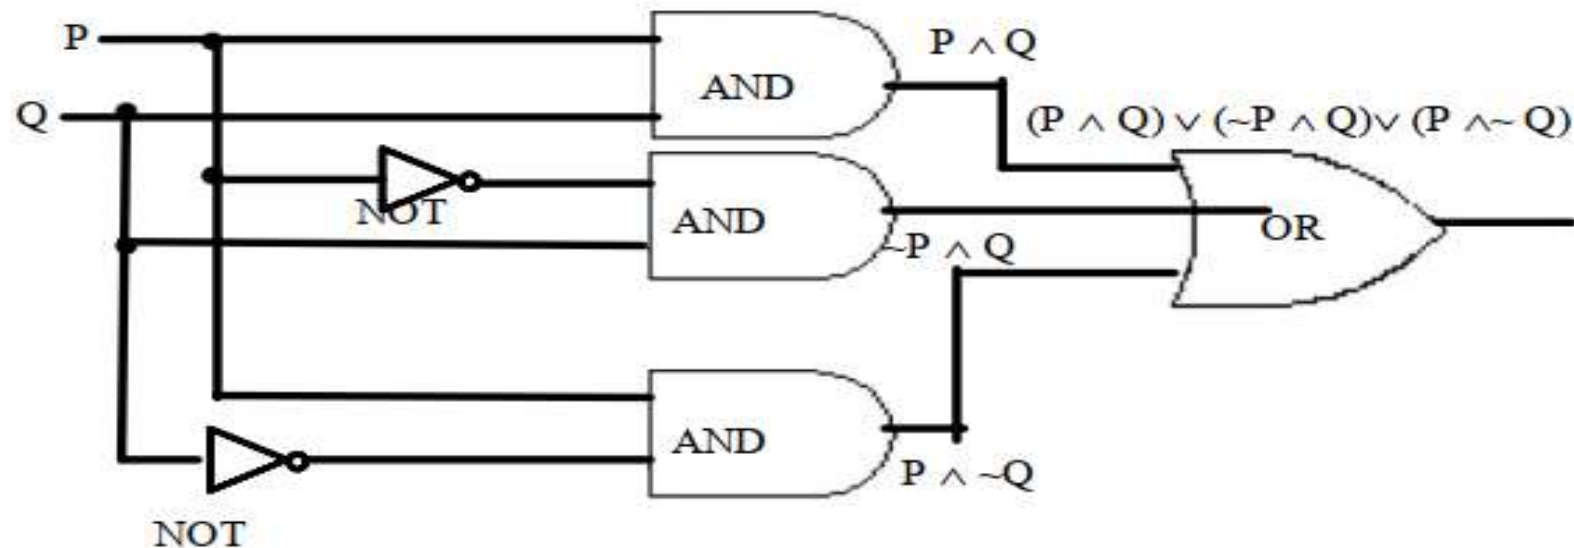 P
P ∧ Q
AND
Q
(P ∧ Q) ∨ (~P ∧ Q)∨ (P ∧~ Q)
NOT
AND
OR
~P ∧ Q
AND
P ∧ ~Q
NOT